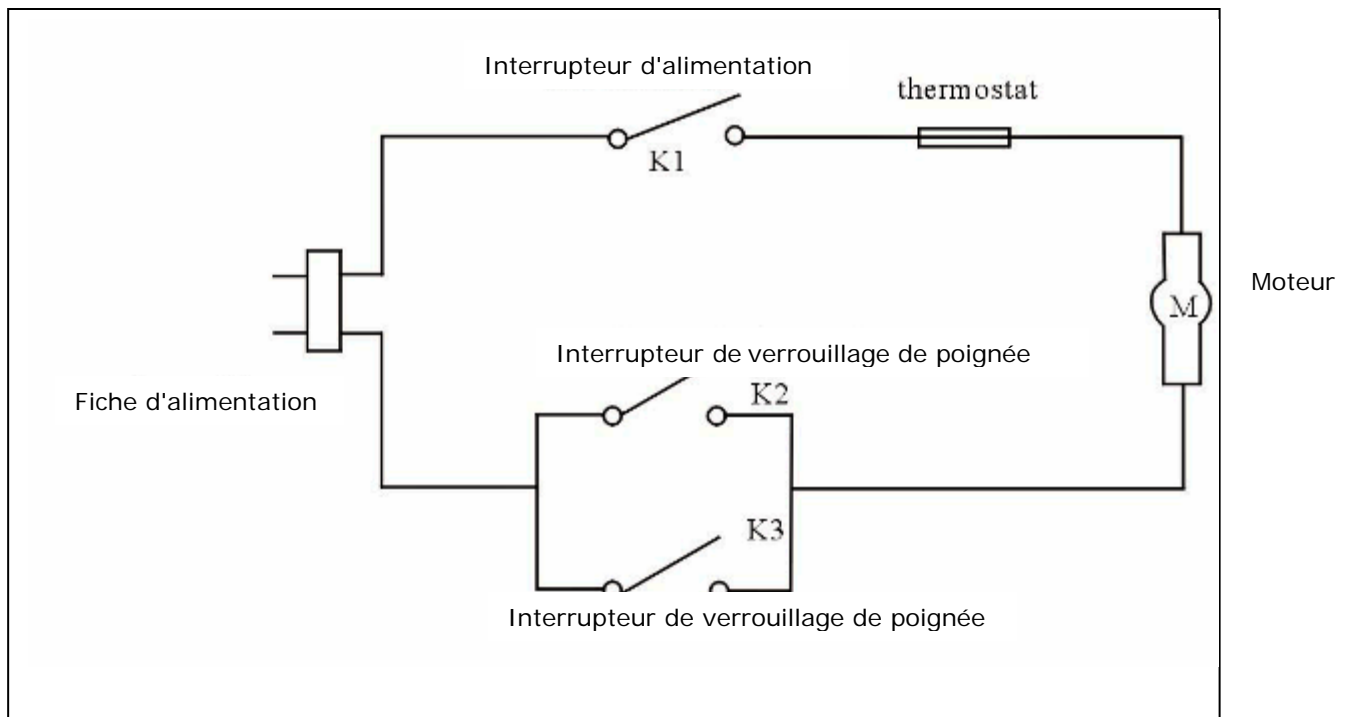 Interrupteur d'alimentation
thermostat
K1
Moteur
M
Interrupteur de verrouillage de poignée
K2
Fiche d'alimentation
K3
Interrupteur de verrouillage de poignée